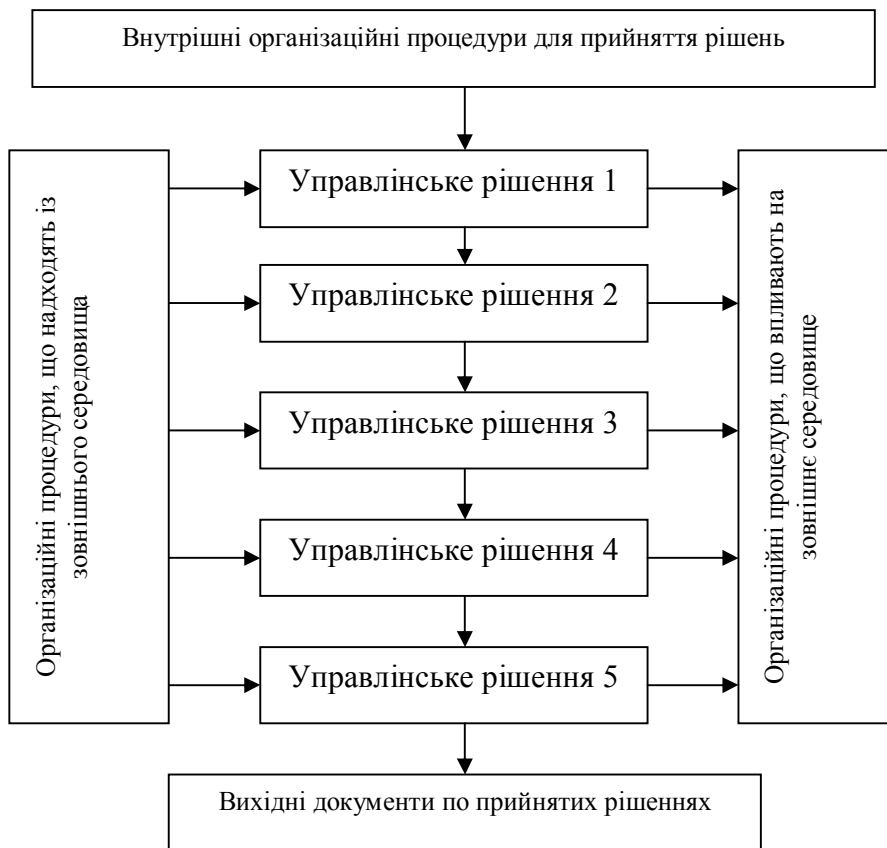 Внутрішні організаційні процедури для прийняття рішень
Організаційні процедури, що надходять із
зовнішнього середовища
Управлінське рішення 1
Управлінське рішення 2
Управлінське рішення 3
Управлінське рішення 4
Управлінське рішення 5
Організаційні процедури, що впливають на
зовнішнє середовище
Вихідні документи по прийнятих рішеннях